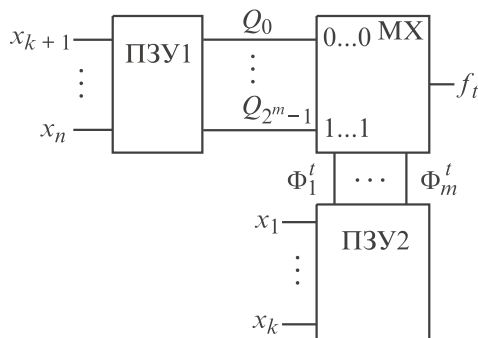 x_{k+1} ПЗУ1 Q_0 0...0 MX
⋮ ⋮ f_t
x_n Q_{2^m-1} 1...1
Φ_1^t ... Φ_m^t
x_1 ПЗУ2
⋮
x_k